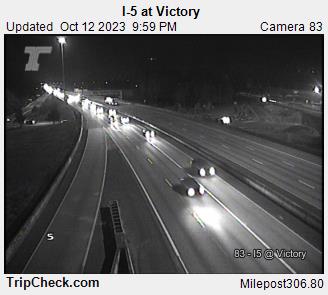 I-5 at Victory
Updated Oct 12 2023 9:59 PM Camera 83
T
S
83 - I5 @ Victory
TripCheck.com Milepost306.80